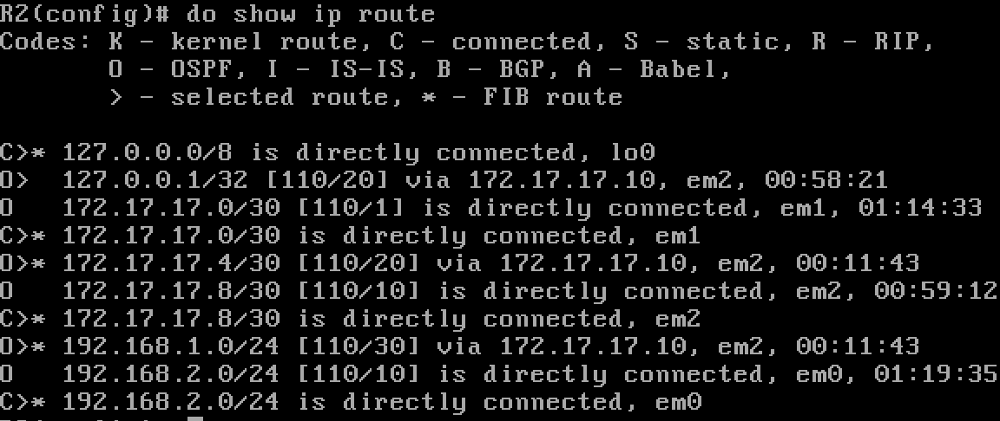 R2(config)# do show ip route
Codes: K - kernel route, C - connected, S - static, R - RIP,
       O - OSPF, I - IS-IS, B - BGP, A - Babel,
       > - selected route, * - FIB route

C>* 127.0.0.0/8 is directly connected, lo0
O>  127.0.0.1/32 [110/20] via 172.17.17.10, em2, 00:58:21
O   172.17.17.0/30 [110/1] is directly connected, em1, 01:14:33
C>* 172.17.17.0/30 is directly connected, em1
O>* 172.17.17.4/30 [110/20] via 172.17.17.10, em2, 00:11:43
O   172.17.17.8/30 [110/10] is directly connected, em2, 00:59:12
C>* 172.17.17.8/30 is directly connected, em2
O>* 192.168.1.0/24 [110/30] via 172.17.17.10, em2, 00:11:43
O   192.168.2.0/24 [110/10] is directly connected, em0, 01:19:35
C>* 192.168.2.0/24 is directly connected, em0